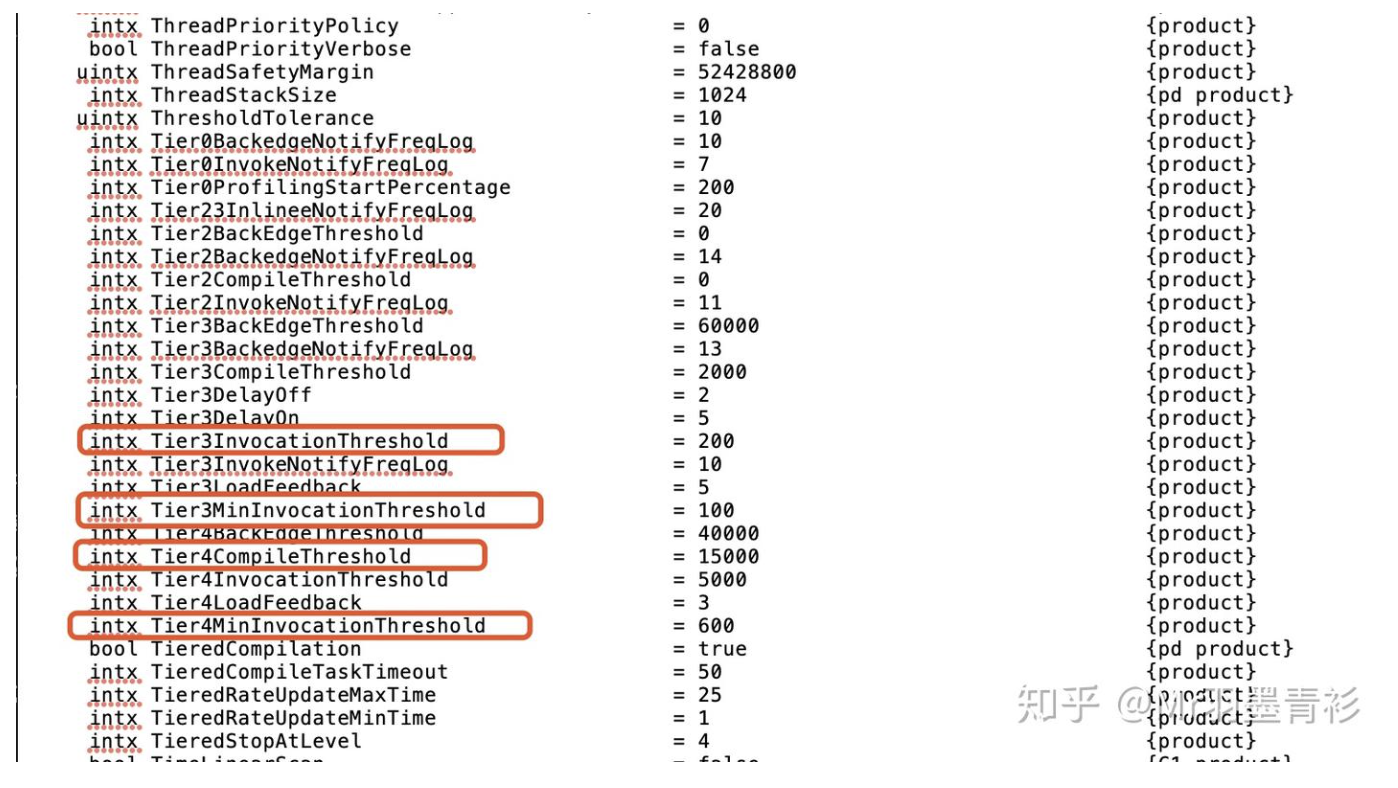 intx ThreadPriorityPolicy = 0 {product}
bool ThreadPriorityVerbose = false {product}
uintx ThreadSafetyMargin = 52428800 {product}
intx ThreadStackSize = 1024 {pd product}
uintx ThresholdTolerance = 10 {product}
intx Tier0BackedgeNotifyFreqLog = 10 {product}
intx Tier0InvokeNotifyFreqLog = 7 {product}
intx Tier0ProfilingStartPercentage = 200 {product}
intx Tier23InlineeNotifyFreqLog = 20 {product}
intx Tier2BackEdgeThreshold = 0 {product}
intx Tier2BackedgeNotifyFreqLog = 14 {product}
intx Tier2CompileThreshold = 0 {product}
intx Tier2InvokeNotifyFreqLog = 11 {product}
intx Tier3BackEdgeThreshold = 60000 {product}
intx Tier3BackedgeNotifyFreqLog = 13 {product}
intx Tier3CompileThreshold = 2000 {product}
intx Tier3DelayOff = 2 {product}
intx Tier3DelayOn = 5 {product}
intx Tier3InvocationThreshold = 200 {product}
intx Tier3InvokeNotifyFreqLog = 10 {product}
intx Tier3LoadFeedback = 5 {product}
intx Tier3MinInvocationThreshold = 100 {product}
intx Tier4BackEdgeThreshold = 40000 {product}
intx Tier4CompileThreshold = 15000 {product}
intx Tier4InvocationThreshold = 5000 {product}
intx Tier4LoadFeedback = 3 {product}
intx Tier4MinInvocationThreshold = 600 {product}
bool TieredCompilation = true {pd product}
intx TieredCompileTaskTimeout = 50 {product}
intx TieredRateUpdateMaxTime = 25 {product}
intx TieredRateUpdateMinTime = 1 {product}
intx TieredStopAtLevel = 4 {product}
bool TimeLinearScan = false {C1 product}
知乎 @Mr羽墨青衫